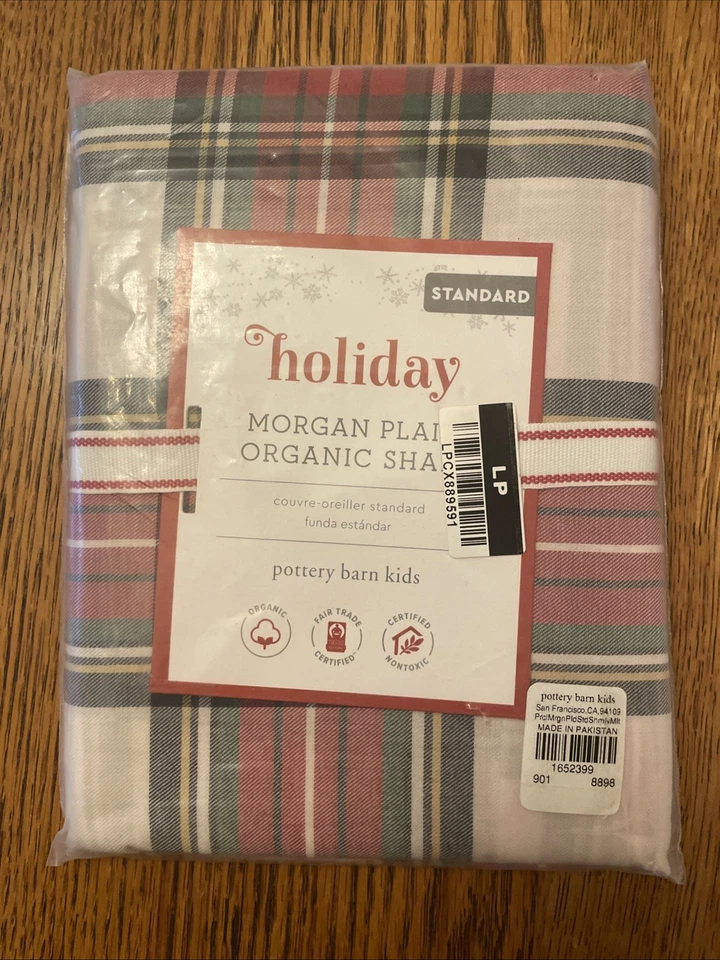 STANDARD
holiday
MORGAN PLAI
ORGANIC SHA
couvre-oreiller standard
funda estándar
pottery barn kids
ORGANIC
FAIR TRADE
CERTIFIED
CERTIFIED
NONTOXIC
LP
LPCX889591
pottery barn kids
San Francisco,CA,94109
PrclMrgnPldStdShmIvMlt
MADE IN PAKISTAN
1652399
901 8898